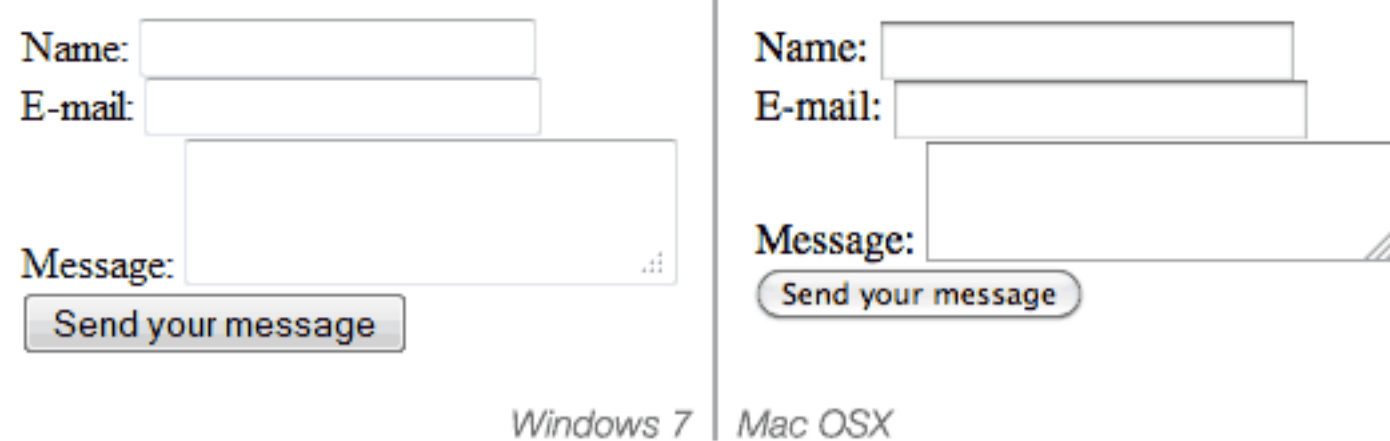 Name:
E-mail:
Message:
Send your message
Windows 7
Name:
E-mail:
Message:
Send your message
Mac OSX